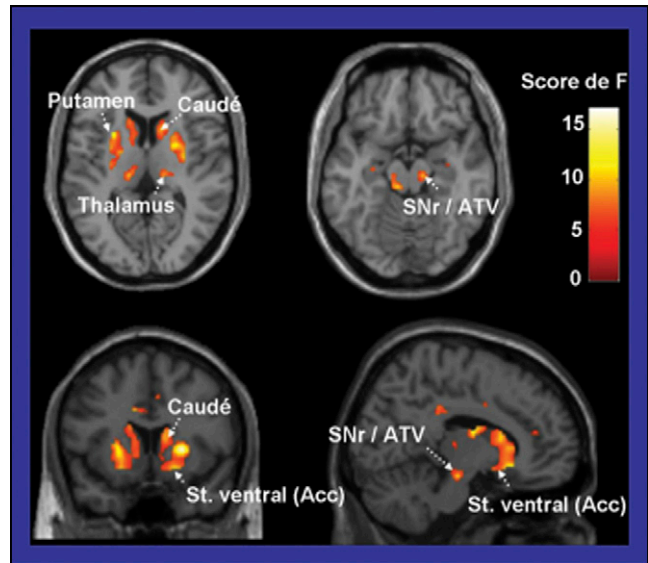 Score de F
Putamen
Caudé
15
10
5
0
Thalamus
SNr / ATV
Caudé
St. ventral (Acc)
SNr / ATV
St. ventral (Acc)